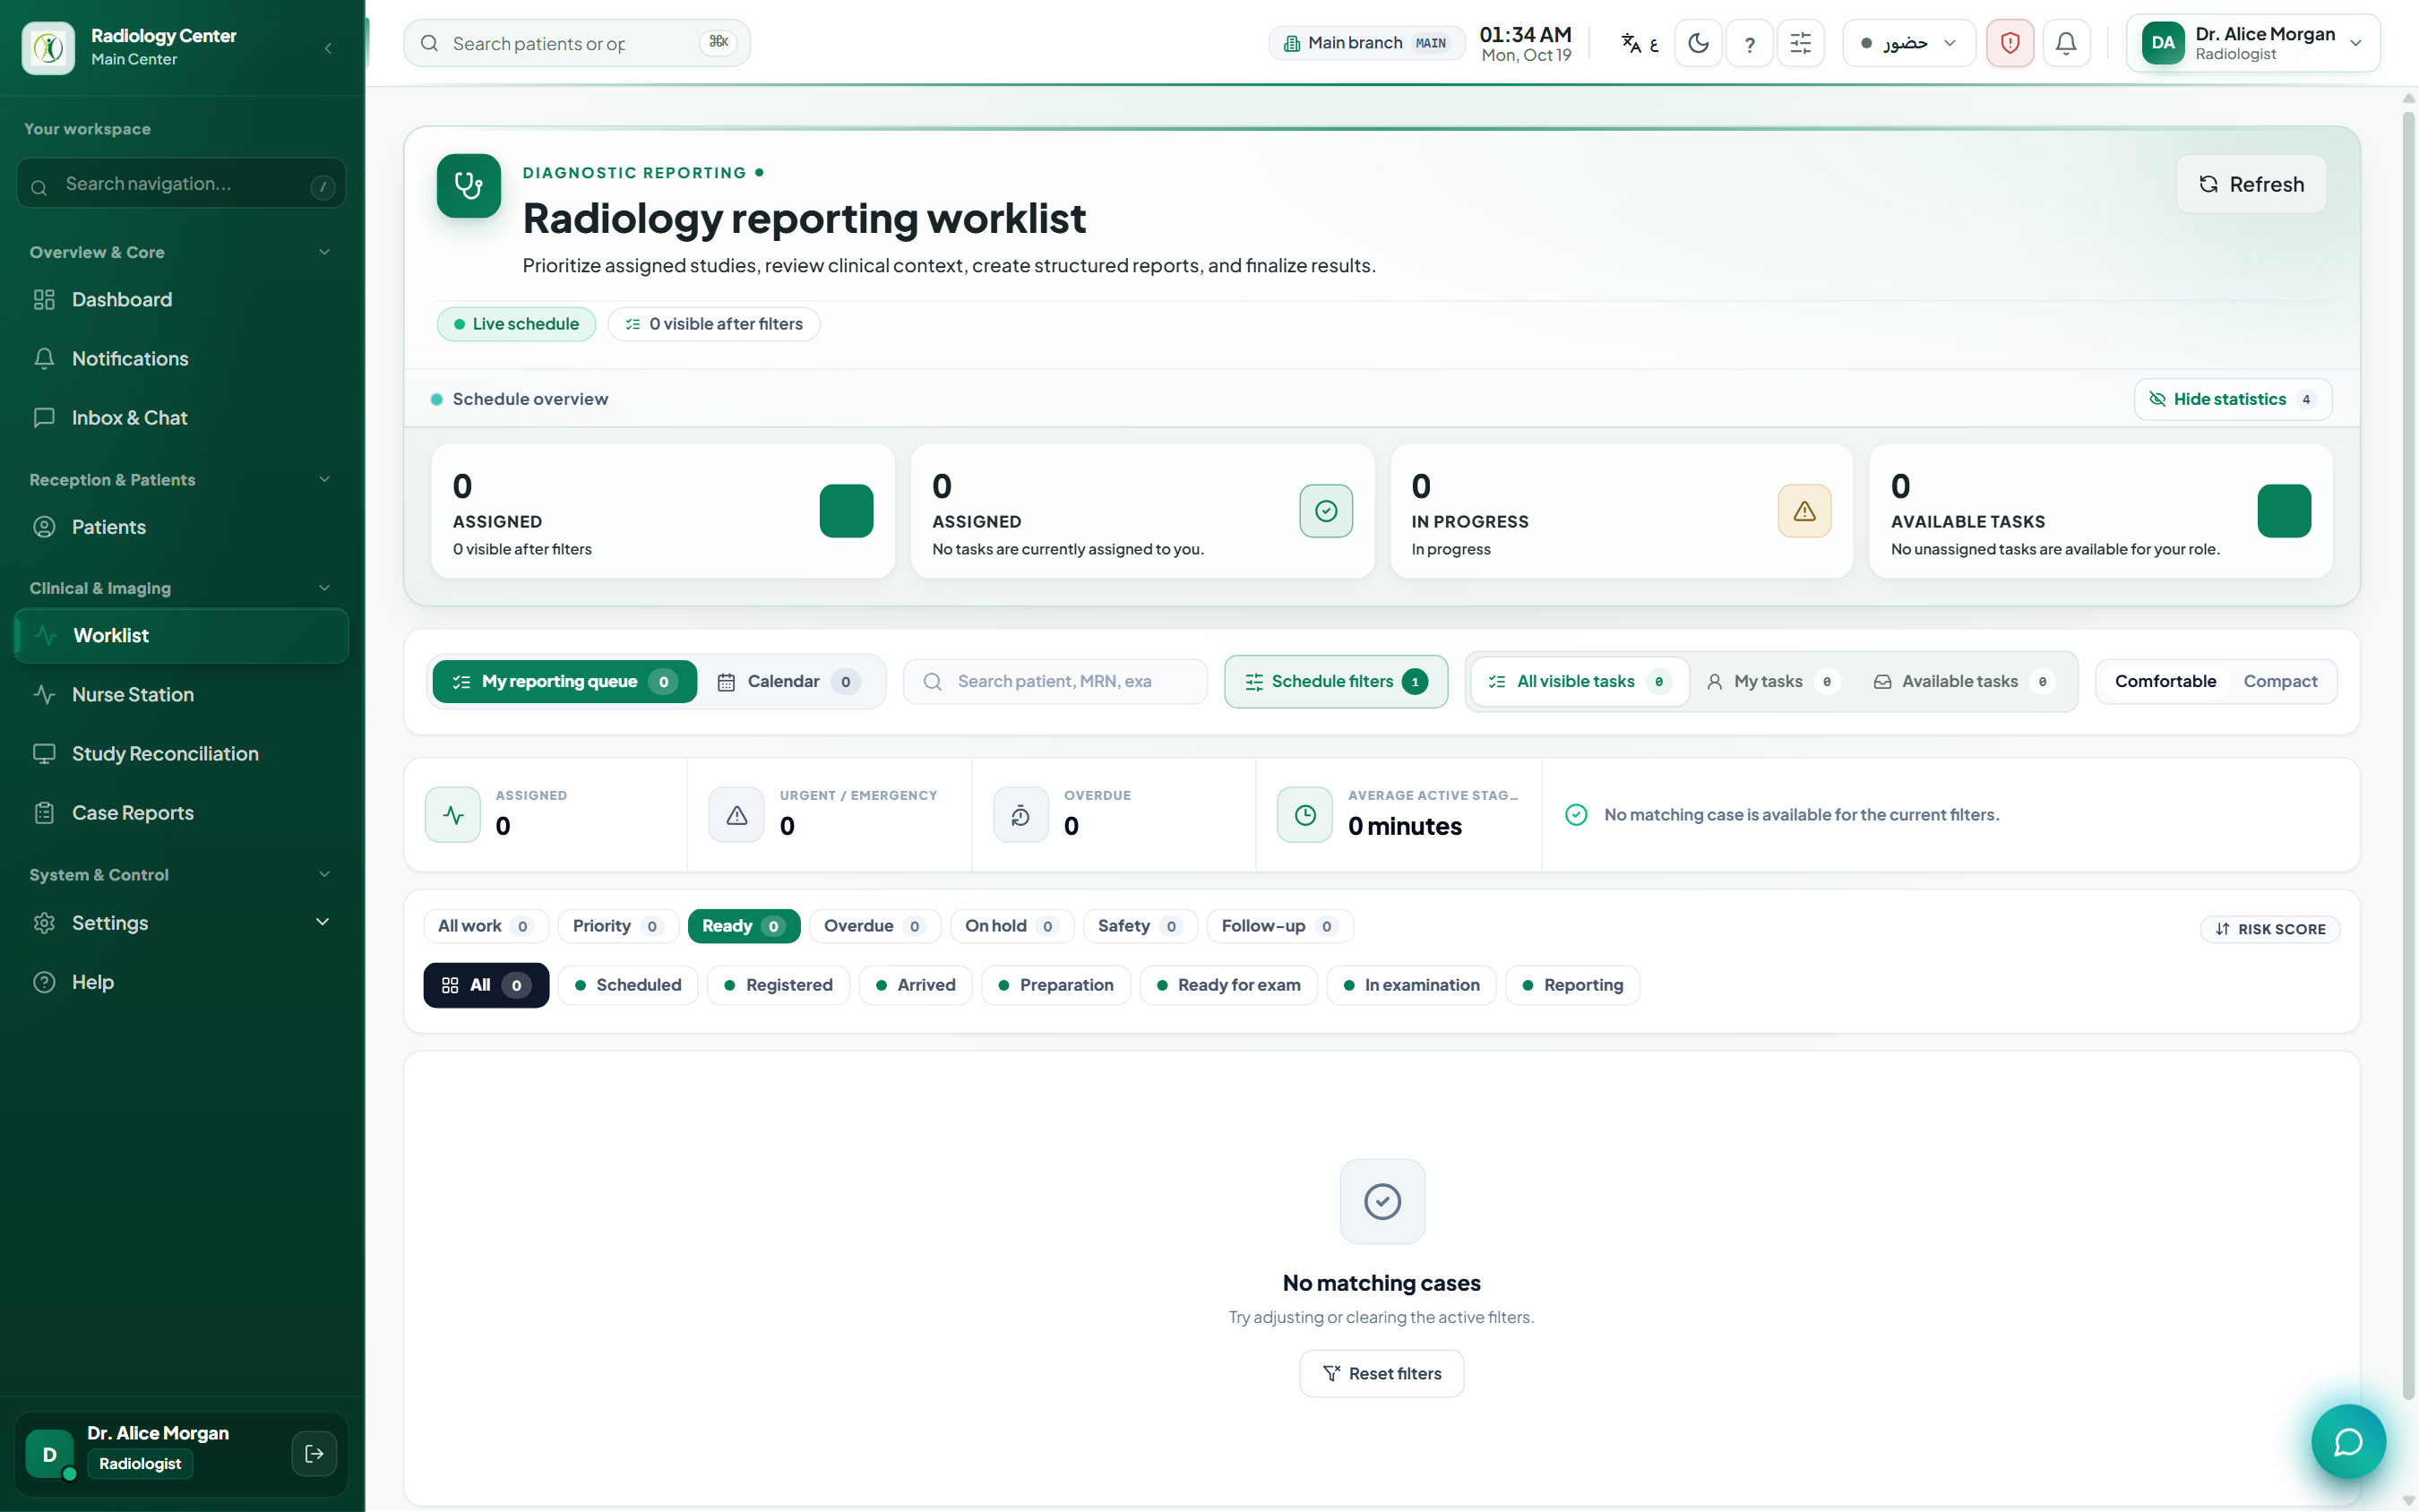 Radiology Center
Main Center
Your workspace
Search navigation...
/
Overview & Core
Dashboard
Notifications
Inbox & Chat
Reception & Patients
Patients
Clinical & Imaging
Worklist
Nurse Station
Study Reconciliation
Case Reports
System & Control
Settings
Help
D
Dr. Alice Morgan
Radiologist
Search patients or op
⌘K
Main branch MAIN
01:34 AM
Mon, Oct 19
ع
?
حضور
DA
Dr. Alice Morgan
Radiologist
DIAGNOSTIC REPORTING
Radiology reporting worklist
Prioritize assigned studies, review clinical context, create structured reports, and finalize results.
Refresh
Live schedule
0 visible after filters
Schedule overview
Hide statistics 4
0
ASSIGNED
0 visible after filters
0
ASSIGNED
No tasks are currently assigned to you.
0
IN PROGRESS
In progress
0
AVAILABLE TASKS
No unassigned tasks are available for your role.
My reporting queue 0
Calendar 0
Search patient, MRN, exa
Schedule filters 1
All visible tasks 0
My tasks 0
Available tasks 0
Comfortable
Compact
ASSIGNED
0
URGENT / EMERGENCY
0
OVERDUE
0
AVERAGE ACTIVE STAG...
0 minutes
No matching case is available for the current filters.
All work 0
Priority 0
Ready 0
Overdue 0
On hold 0
Safety 0
Follow-up 0
RISK SCORE
All 0
Scheduled
Registered
Arrived
Preparation
Ready for exam
In examination
Reporting
No matching cases
Try adjusting or clearing the active filters.
Reset filters